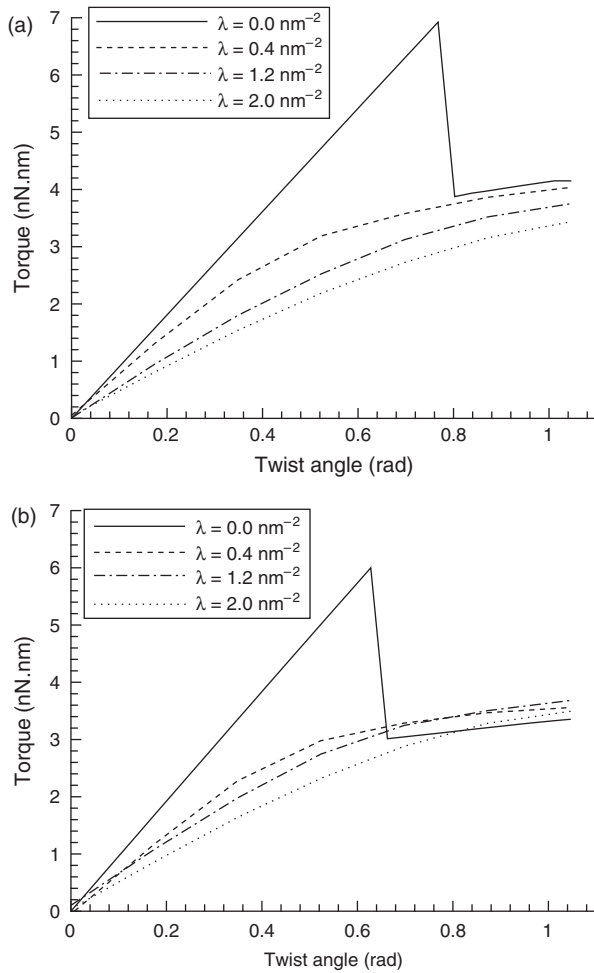 (a)
7
6
5
4
3
2
1
0
Torque (nN.nm)
λ = 0.0 nm⁻²
λ = 0.4 nm⁻²
λ = 1.2 nm⁻²
λ = 2.0 nm⁻²
0 0.2 0.4 0.6 0.8 1
Twist angle (rad)
(b)
7
6
5
4
3
2
1
0
Torque (nN.nm)
λ = 0.0 nm⁻²
λ = 0.4 nm⁻²
λ = 1.2 nm⁻²
λ = 2.0 nm⁻²
0 0.2 0.4 0.6 0.8 1
Twist angle (rad)